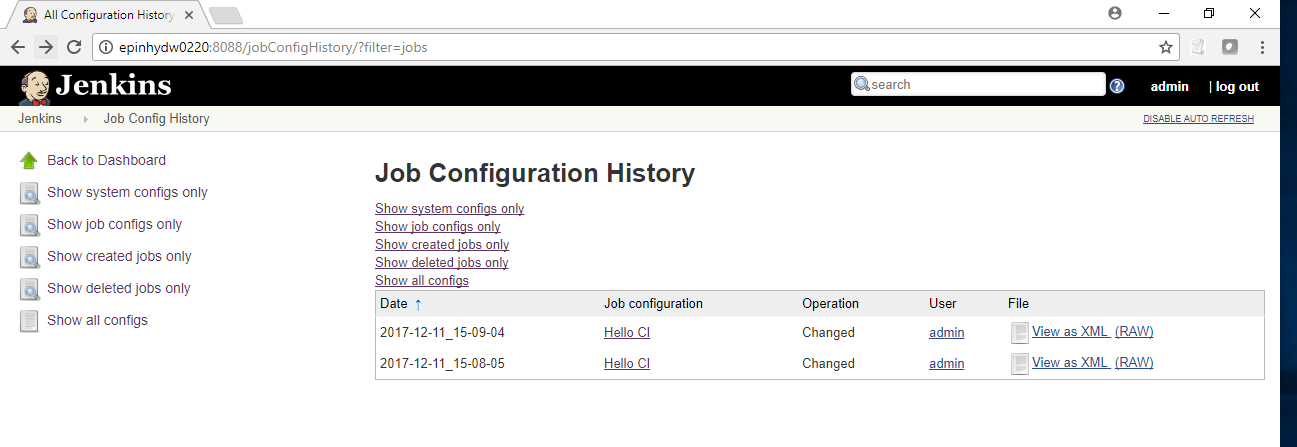 All Configuration History
epinhydw0220:8088/jobConfigHistory/?filter=jobs
Jenkins
search
admin | log out
Jenkins Job Config History
DISABLE AUTO REFRESH
Back to Dashboard
Show system configs only
Show job configs only
Show created jobs only
Show deleted jobs only
Show all configs
Job Configuration History
Show system configs only
Show job configs only
Show created jobs only
Show deleted jobs only
Show all configs
Date ↑ Job configuration Operation User File
2017-12-11_15-09-04 Hello CI Changed admin View as XML (RAW)
2017-12-11_15-08-05 Hello CI Changed admin View as XML (RAW)